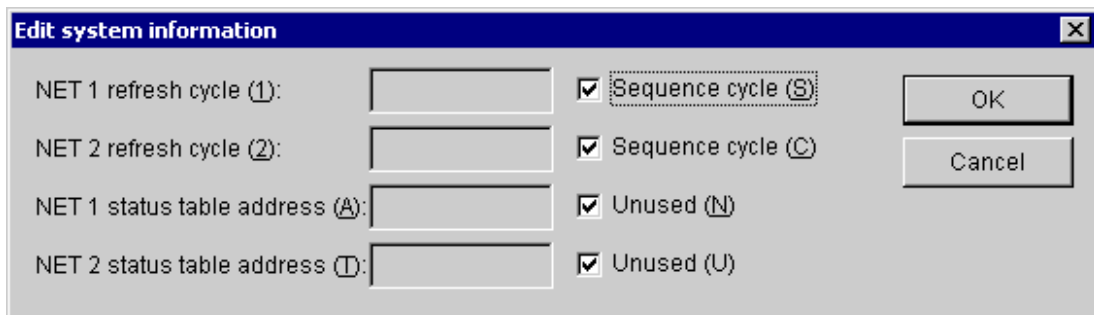 Edit system information
NET 1 refresh cycle (1): Sequence cycle (S) OK
NET 2 refresh cycle (2): Sequence cycle (C) Cancel
NET 1 status table address (A): Unused (N)
NET 2 status table address (T): Unused (U)